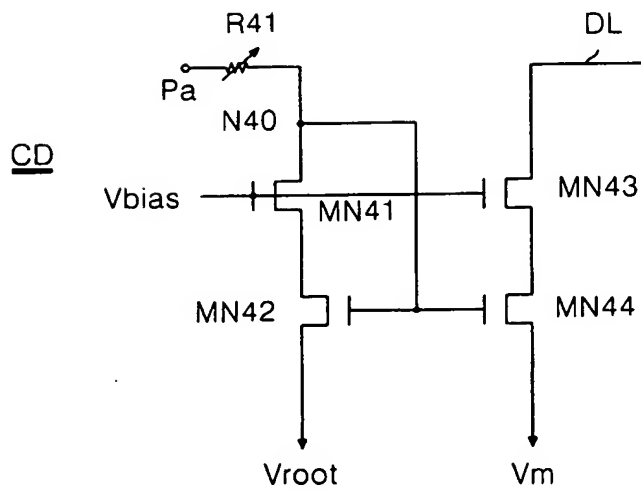 R41
DL
Pa
N40
CD
Vbias
MN41
MN43
MN42
MN44
Vroot
Vm